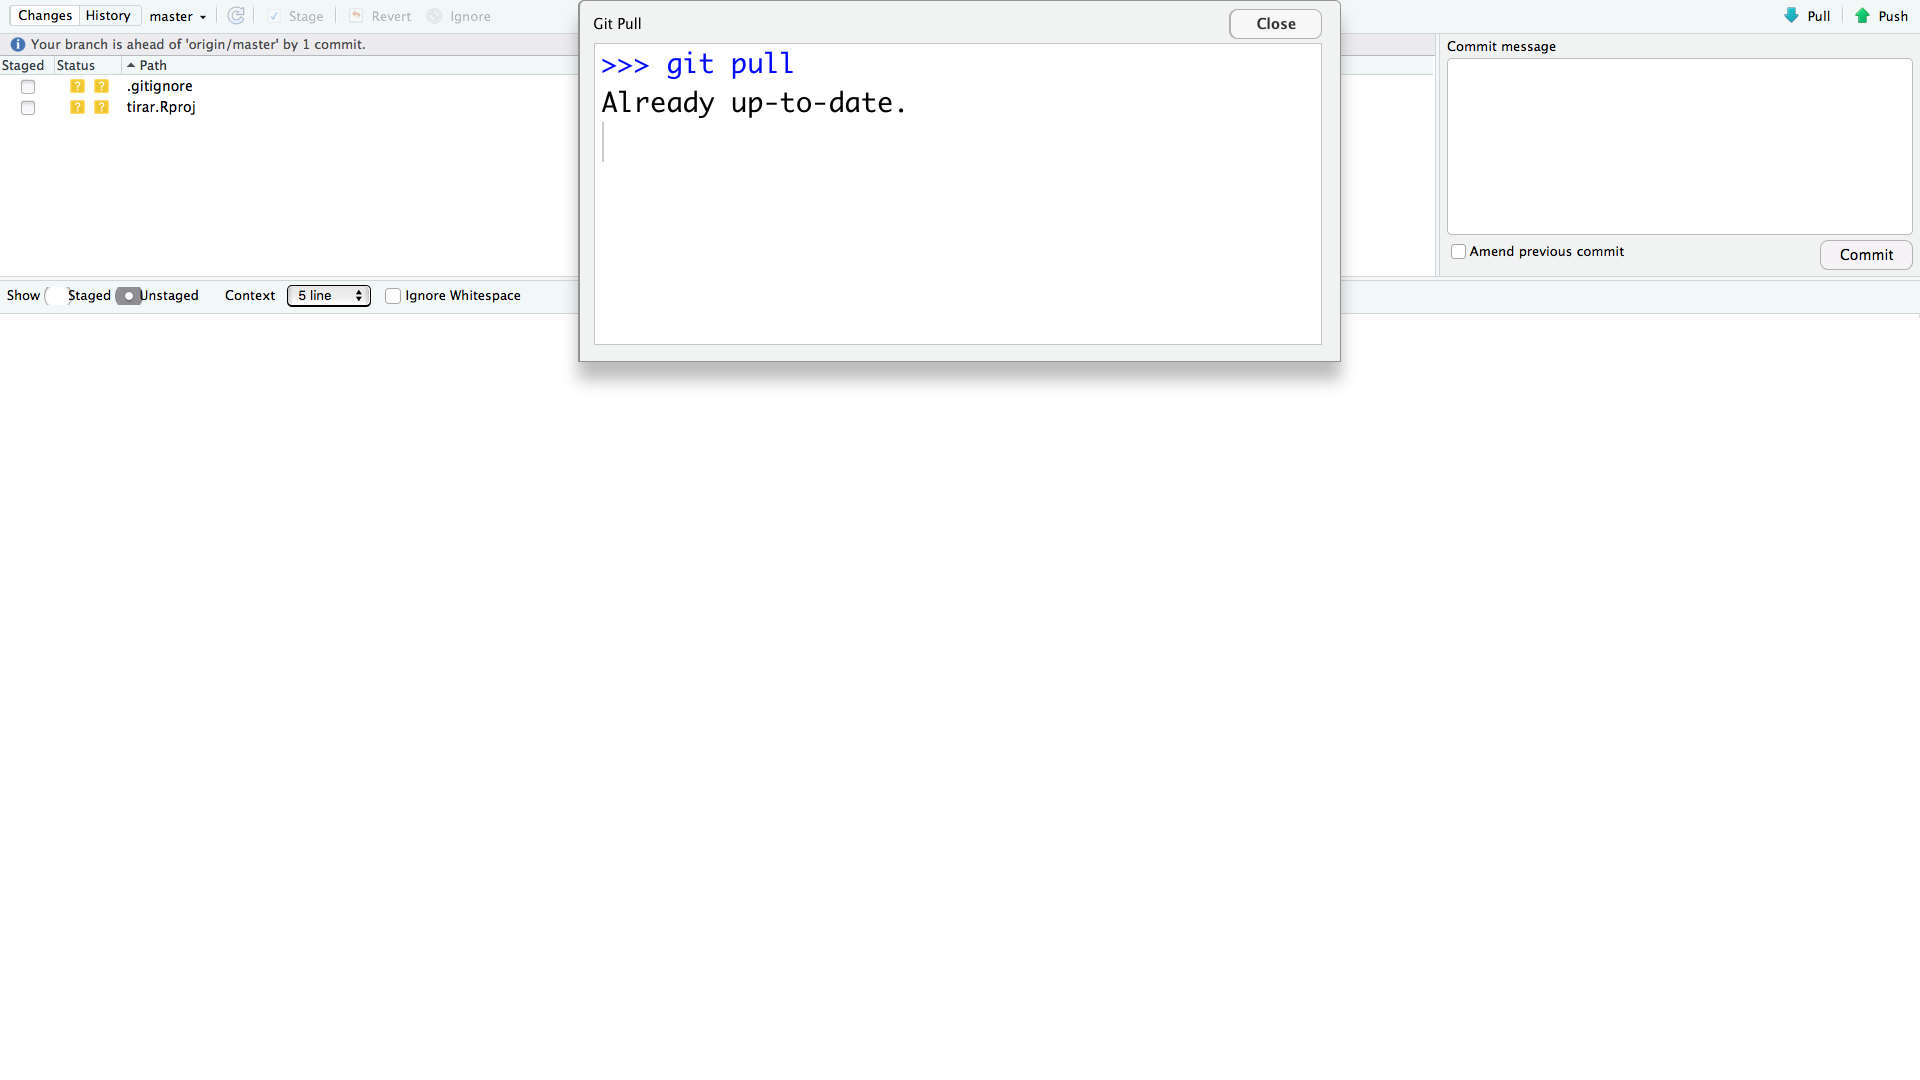 Changes History master Stage Revert Ignore
Git Pull Close
Pull Push
Your branch is ahead of 'origin/master' by 1 commit.
Staged Status Path
.gitignore
tirar.Rproj
>>> git pull
Already up-to-date.
Commit message
Amend previous commit
Commit
Show Staged Unstaged Context 5 line Ignore Whitespace